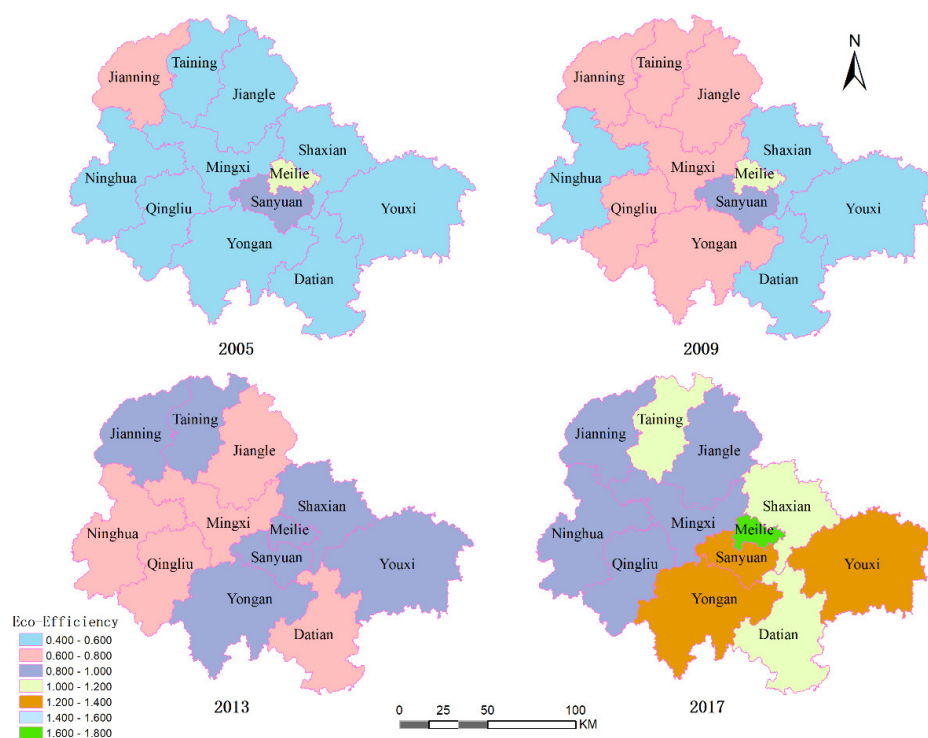 Taining
Jianning
Jiangle
Shaxian
Mingxi
Meilie
Ninghua
Sanyuan
Qingliu
Youxi
Yongan
Datian
2005
N
Taining
Jianning
Jiangle
Shaxian
Mingxi
Meilie
Ninghua
Sanyuan
Qingliu
Youxi
Yongan
Datian
2009
Taining
Jianning
Jiangle
Shaxian
Mingxi
Meilie
Ninghua
Sanyuan
Qingliu
Youxi
Yongan
Datian
2013
Taining
Jianning
Jiangle
Shaxian
Mingxi
Meilie
Ninghua
Sanyuan
Qingliu
Youxi
Yongan
Datian
2017
Eco-Efficiency
0.400 - 0.600
0.600 - 0.800
0.800 - 1.000
1.000 - 1.200
1.200 - 1.400
1.400 - 1.600
1.600 - 1.800
0 25 50 100
KM